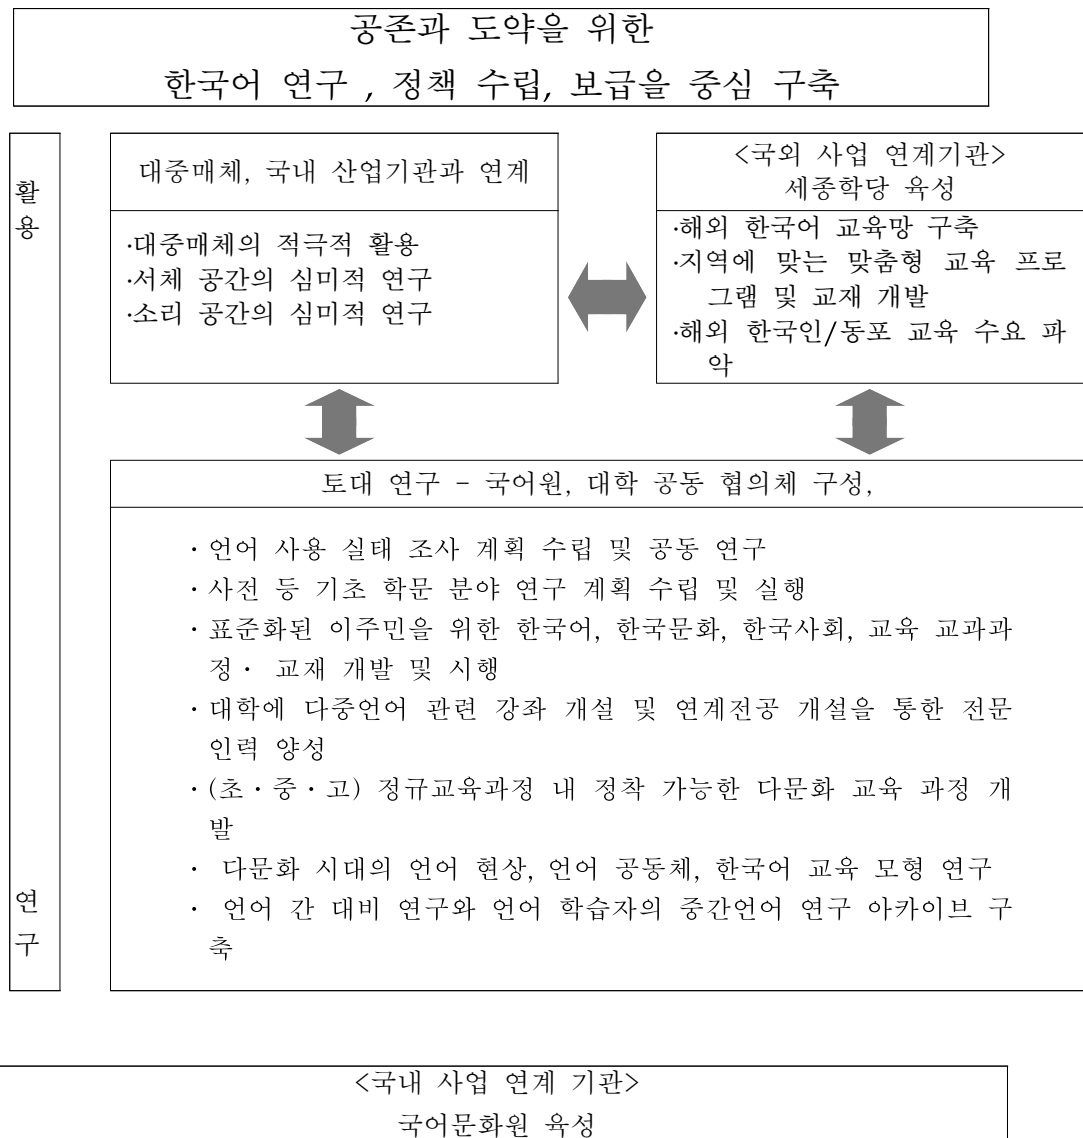 공존과 도약을 위한
한국어 연구 , 정책 수립, 보급을 중심 구축
활
용
대중매체, 국내 산업기관과 연계
·대중매체의 적극적 활용
·서체 공간의 심미적 연구
·소리 공간의 심미적 연구
<국외 사업 연계기관>
세종학당 육성
·해외 한국어 교육망 구축
·지역에 맞는 맞춤형 교육 프로
그램 및 교재 개발
·해외 한국인/동포 교육 수요 파
악
토대 연구 - 국어원, 대학 공동 협의체 구성,
· 언어 사용 실태 조사 계획 수립 및 공동 연구
· 사전 등 기초 학문 분야 연구 계획 수립 및 실행
· 표준화된 이주민을 위한 한국어, 한국문화, 한국사회, 교육 교과과
정· 교재 개발 및 시행
· 대학에 다중언어 관련 강좌 개설 및 연계전공 개설을 통한 전문
인력 양성
· (초·중·고) 정규교육과정 내 정착 가능한 다문화 교육 과정 개
발
· 다문화 시대의 언어 현상, 언어 공동체, 한국어 교육 모형 연구
· 언어 간 대비 연구와 언어 학습자의 중간언어 연구 아카이브 구
축
연
구
<국내 사업 연계 기관>
국어문화원 육성